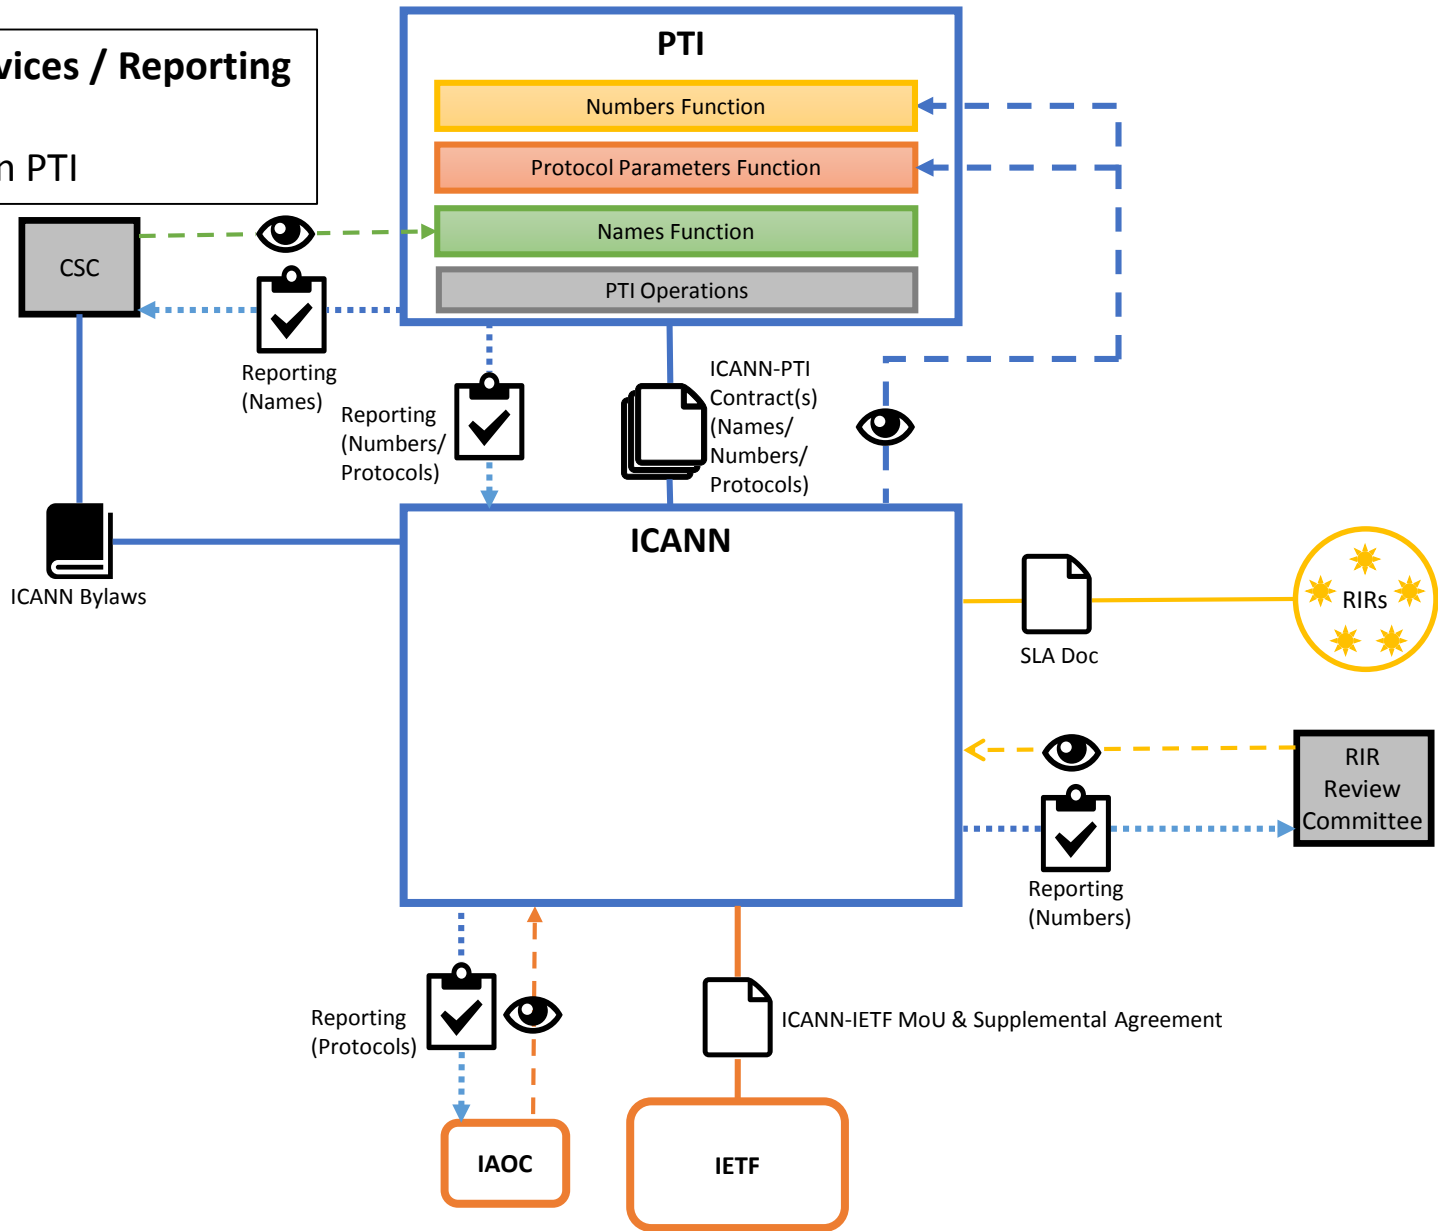 / Reporting
PTI
PTI
Numbers Function
Protocol Parameters Function
Names Function
PTI Operations
CSC
Reporting
(Names)
Reporting
(Numbers/
Protocols)
ICANN-PTI
Contract(s)
(Names/
Numbers/
Protocols)
ICANN Bylaws
ICANN
SLA Doc
RIRs
RIR
Review
Committee
Reporting
(Numbers)
Reporting
(Protocols)
ICANN-IETF MoU & Supplemental Agreement
IAOC
IETF